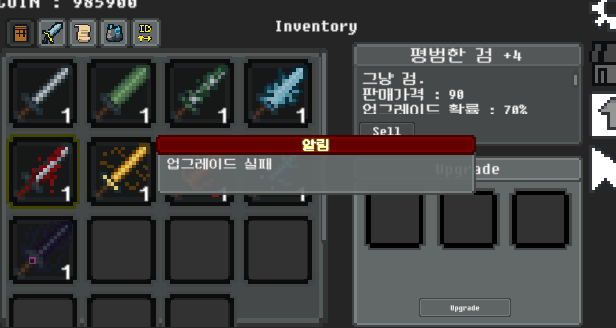 COIN : 985900
ID
Inventory
평범한 검 +4
그냥 검.
판매가격 : 90
업그레이드 확률 : 70%
Sell
알림
업그레이드 실패
Upgrade
1
1
1
1
1
1
1
Upgrade